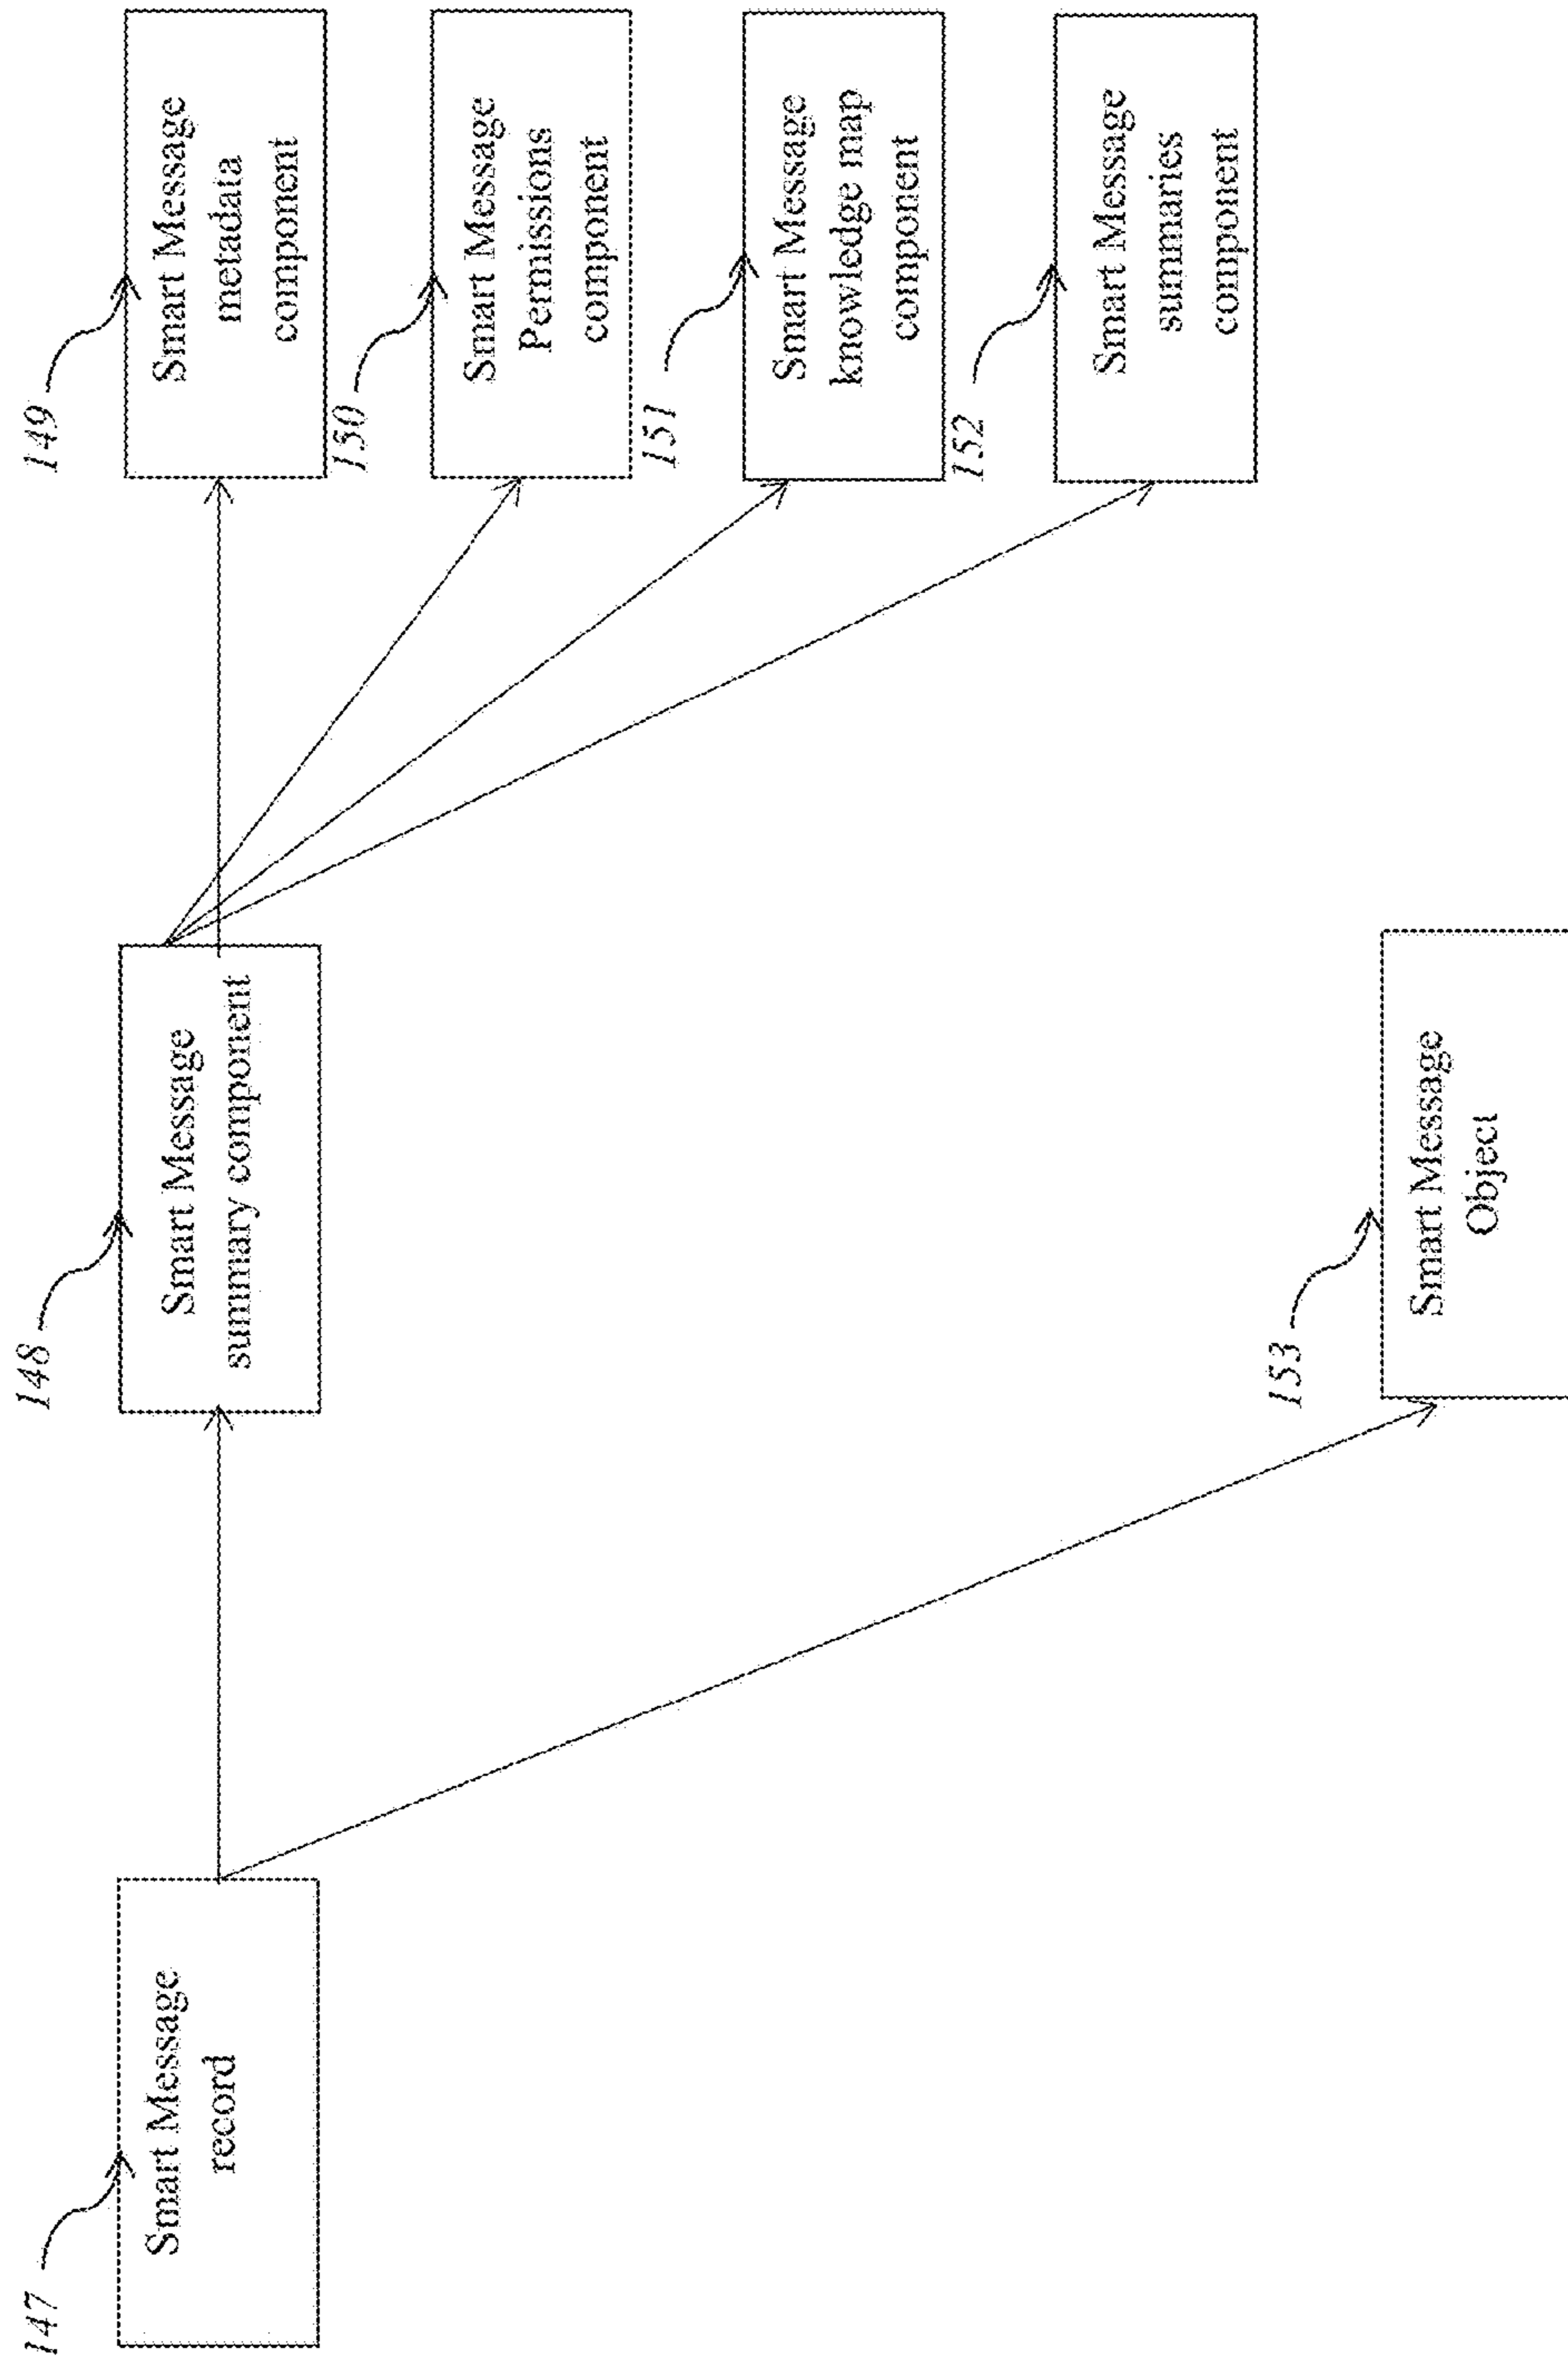 147
Smart Message
record
148
Smart Message
summary component
149
Smart Message
metadata
component
150
Smart Message
Permissions
component
151
Smart Message
knowledge map
component
152
Smart Message
summaries
component
153
Smart Message
Object